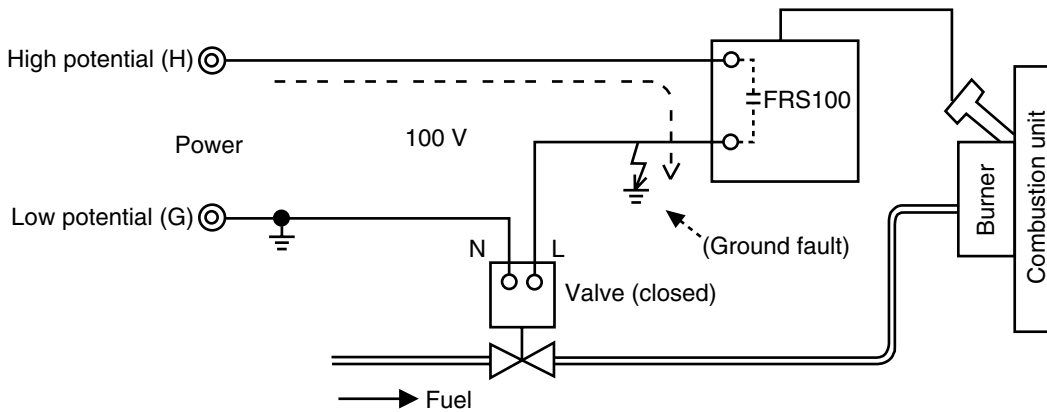 High potential (H)
FRS100
Power
100 V
Low potential (G)
(Ground fault)
N
L
Valve (closed)
Burner
Combustion unit
Fuel